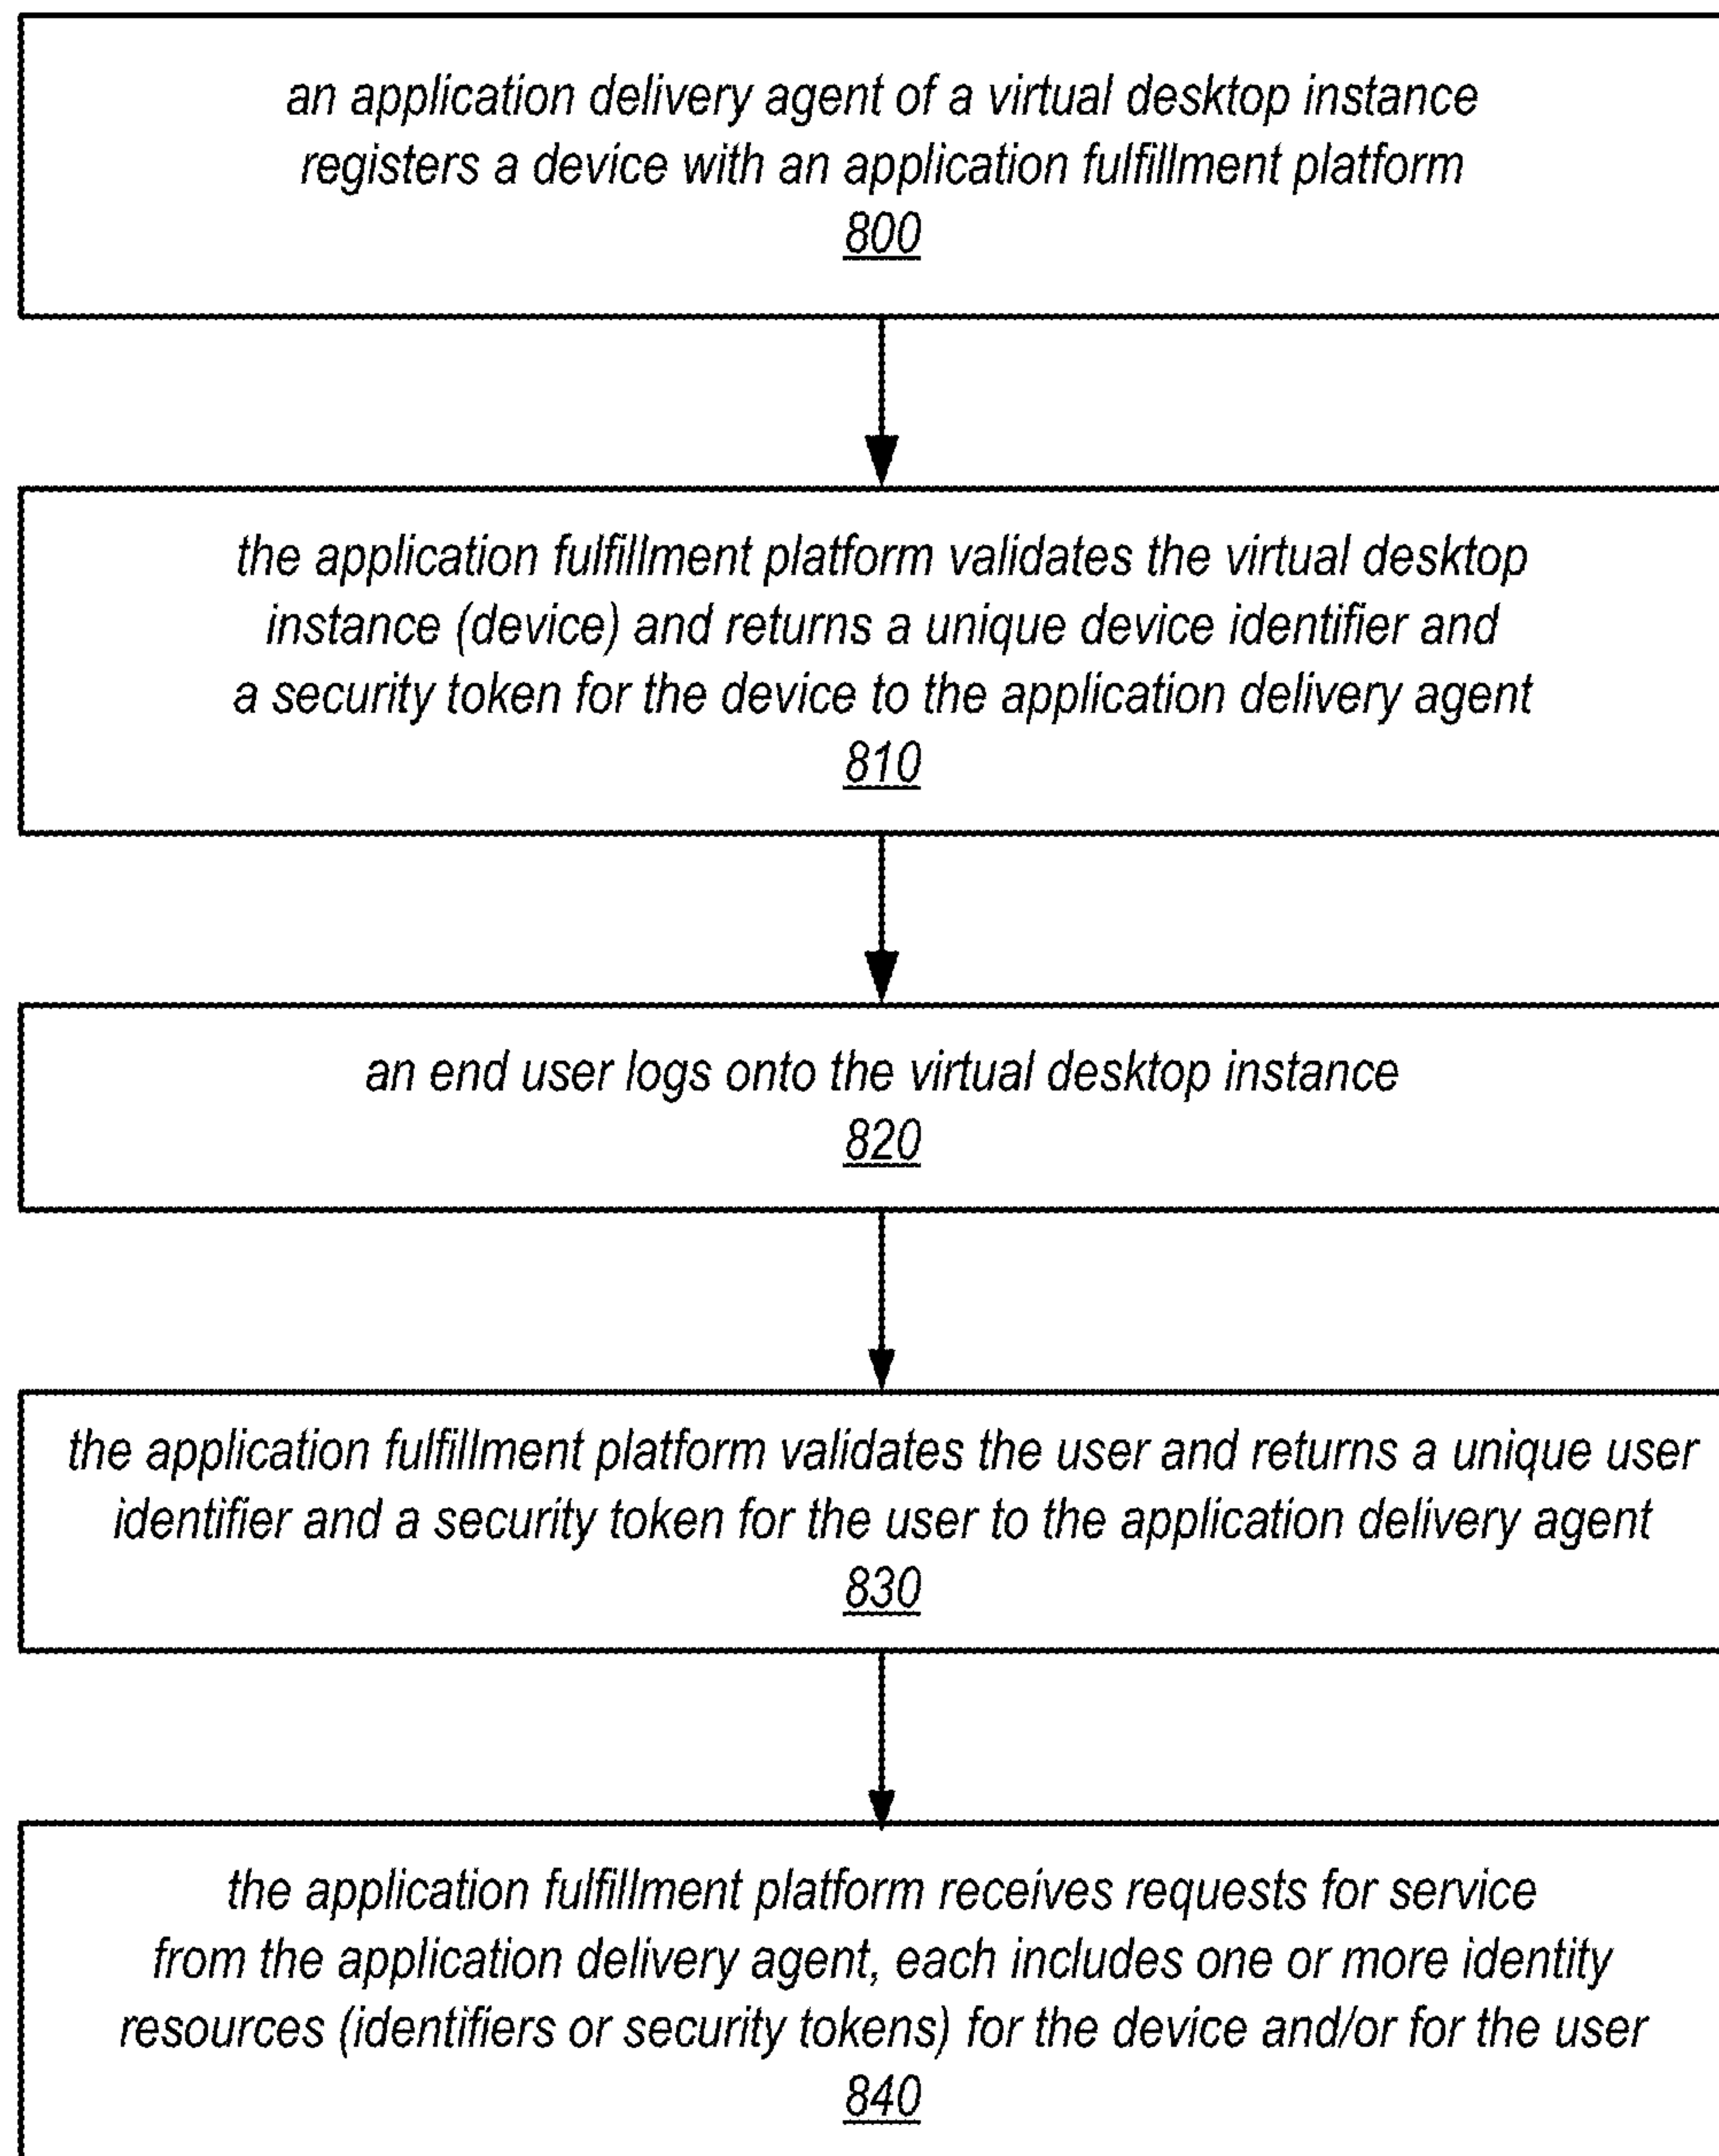 an application delivery agent of a virtual desktop instance
registers a device with an application fulfillment platform
800
the application fulfillment platform validates the virtual desktop
instance (device) and returns a unique device identifier and
a security token for the device to the application delivery agent
810
an end user logs onto the virtual desktop instance
820
the application fulfillment platform validates the user and returns a unique user
identifier and a security token for the user to the application delivery agent
830
the application fulfillment platform receives requests for service
from the application delivery agent, each includes one or more identity
resources (identifiers or security tokens) for the device and/or for the user
840